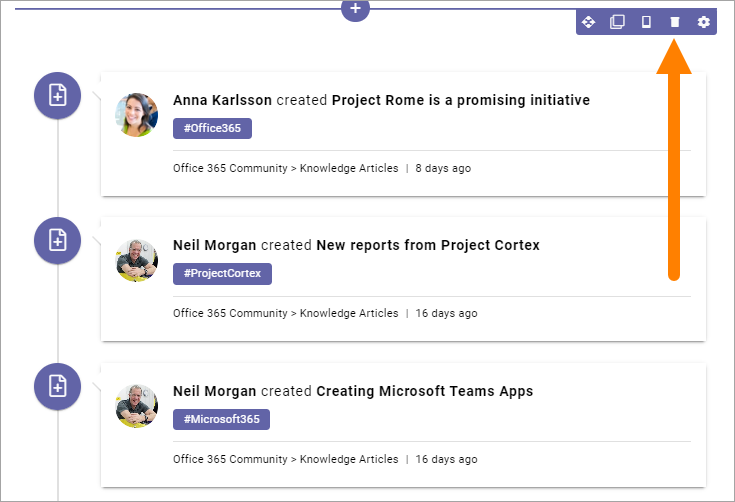 Anna Karlsson created Project Rome is a promising initiative
#Office365
Office 365 Community > Knowledge Articles | 8 days ago
Neil Morgan created New reports from Project Cortex
#ProjectCortex
Office 365 Community > Knowledge Articles | 16 days ago
Neil Morgan created Creating Microsoft Teams Apps
#Microsoft365
Office 365 Community > Knowledge Articles | 16 days ago